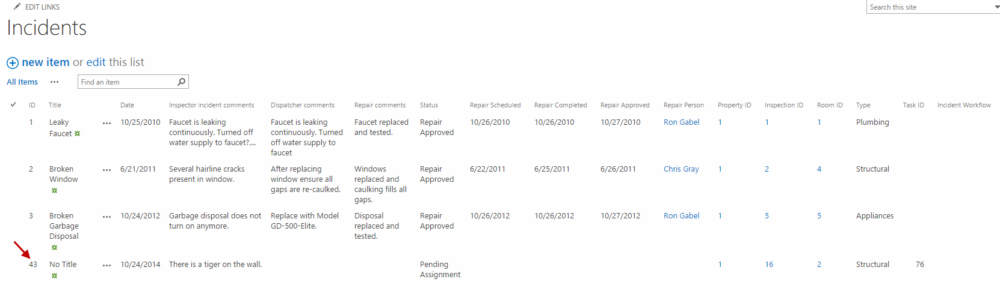 EDIT LINKS
Search this site
Incidents
new item or edit this list
All Items ... Find an item
ID Title Date Inspector incident comments Dispatcher comments Repair comments Status Repair Scheduled Repair Completed Repair Approved Repair Person Property ID Inspection ID Room ID Type Task ID Incident Workflow
1 Leaky ... 10/25/2010 Faucet is leaking Faucet is leaking Faucet replaced Repair 10/26/2010 10/26/2010 10/27/2010 Ron Gabel 1 1 1 Plumbing
Faucet continuously. Turned off continuously. Turned and tested. Approved
water supply to faucet?.... off water supply to
faucet
2 Broken ... 6/21/2011 Several hairline cracks After replacing Windows Repair 6/22/2011 6/25/2011 6/26/2011 Chris Gray 1 2 4 Structural
Window present in window. window ensure all replaced and Approved
gaps are re-caulked. caulking fills all
gaps.
3 Broken ... 10/24/2012 Garbage disposal does not Replace with Model Disposal Repair 10/26/2012 10/26/2012 10/27/2012 Ron Gabel 1 5 5 Appliances
Garbage turn on anymore. GD-500-Elite. replaced and Approved
Disposal tested.
43 No Title ... 10/24/2014 There is a tiger on the wall. Pending 1 16 2 Structural 76
Assignment